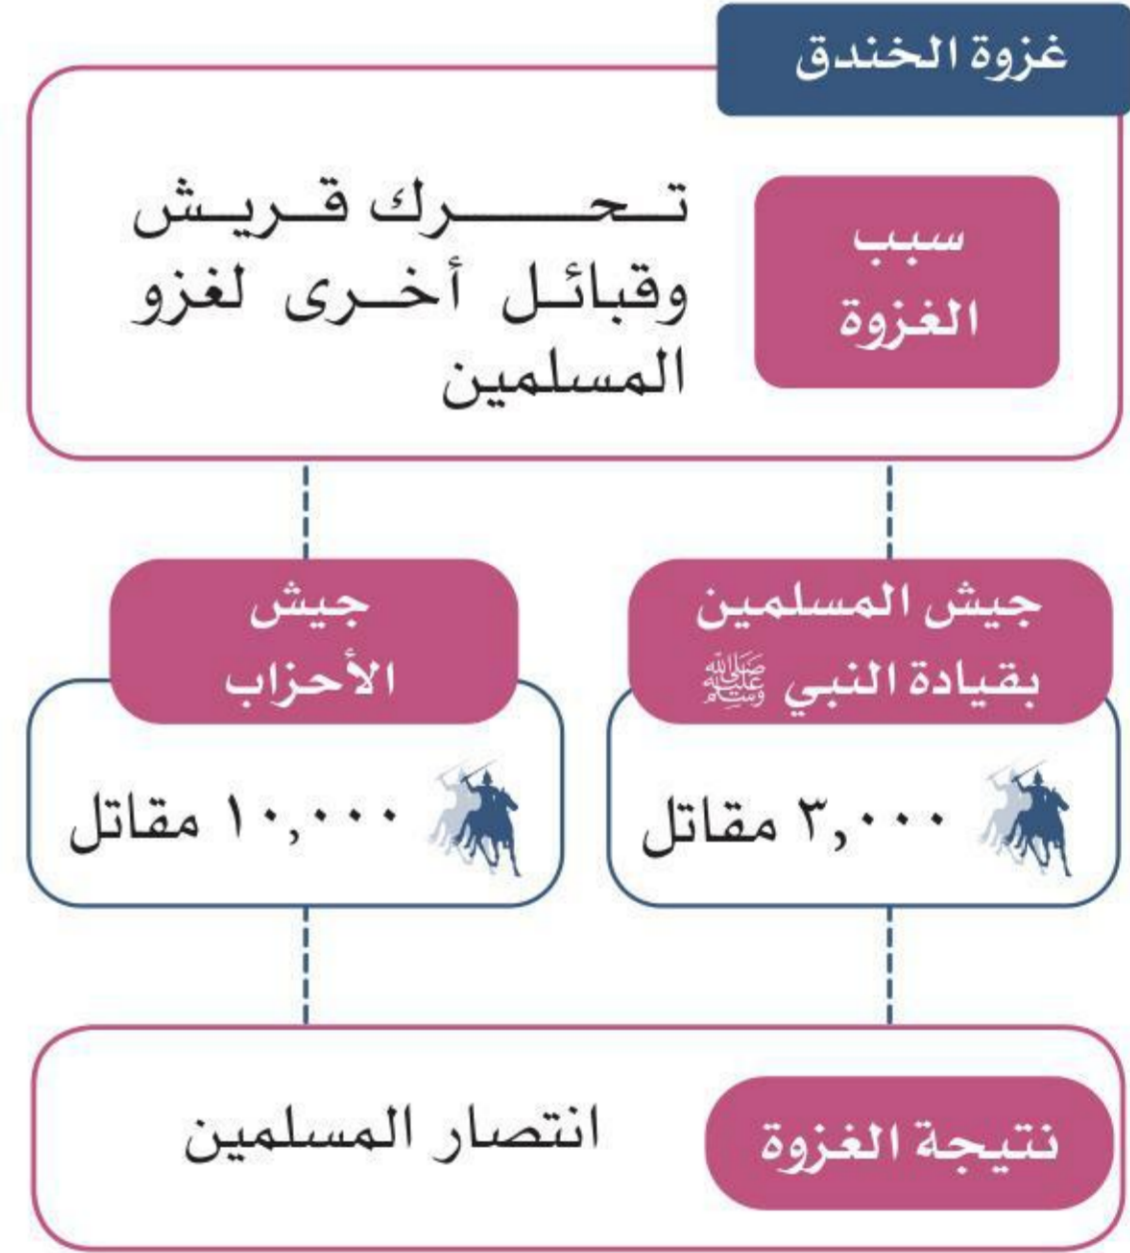 غزوة الخندق
سبب
الغزوة
تحرك قريش
وقبائل أخرى لغزو
المسلمين
جيش المسلمين
بقيادة النبي ﷺ
٣,٠٠٠ مقاتل
جيش
الأحزاب
١٠,٠٠٠ مقاتل
نتيجة الغزوة
انتصار المسلمين